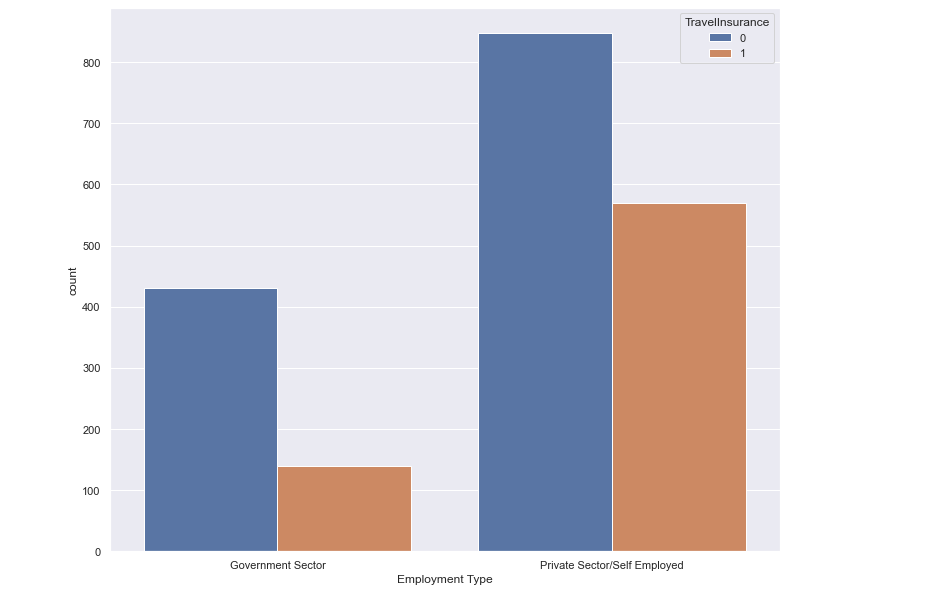 TravelInsurance
0
1
800
700
600
500
400
300
200
100
0
count
Government Sector
Private Sector/Self Employed
Employment Type